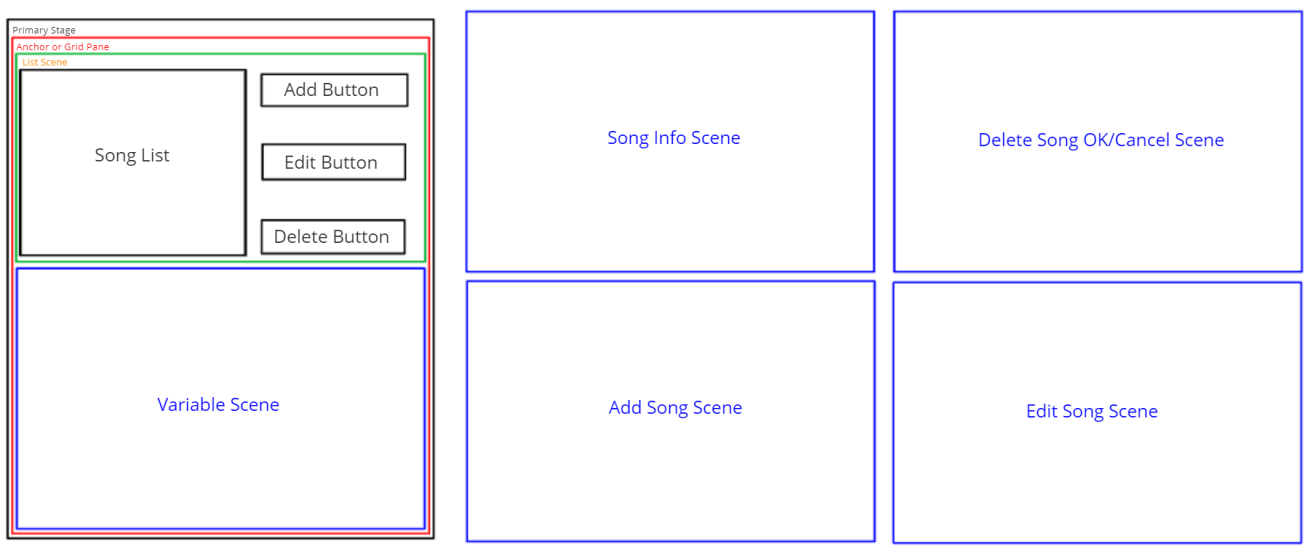 Primary Stage
Anchor or Grid Pane
List Scene
Song List
Add Button
Edit Button
Delete Button
Variable Scene
Song Info Scene
Delete Song OK/Cancel Scene
Add Song Scene
Edit Song Scene